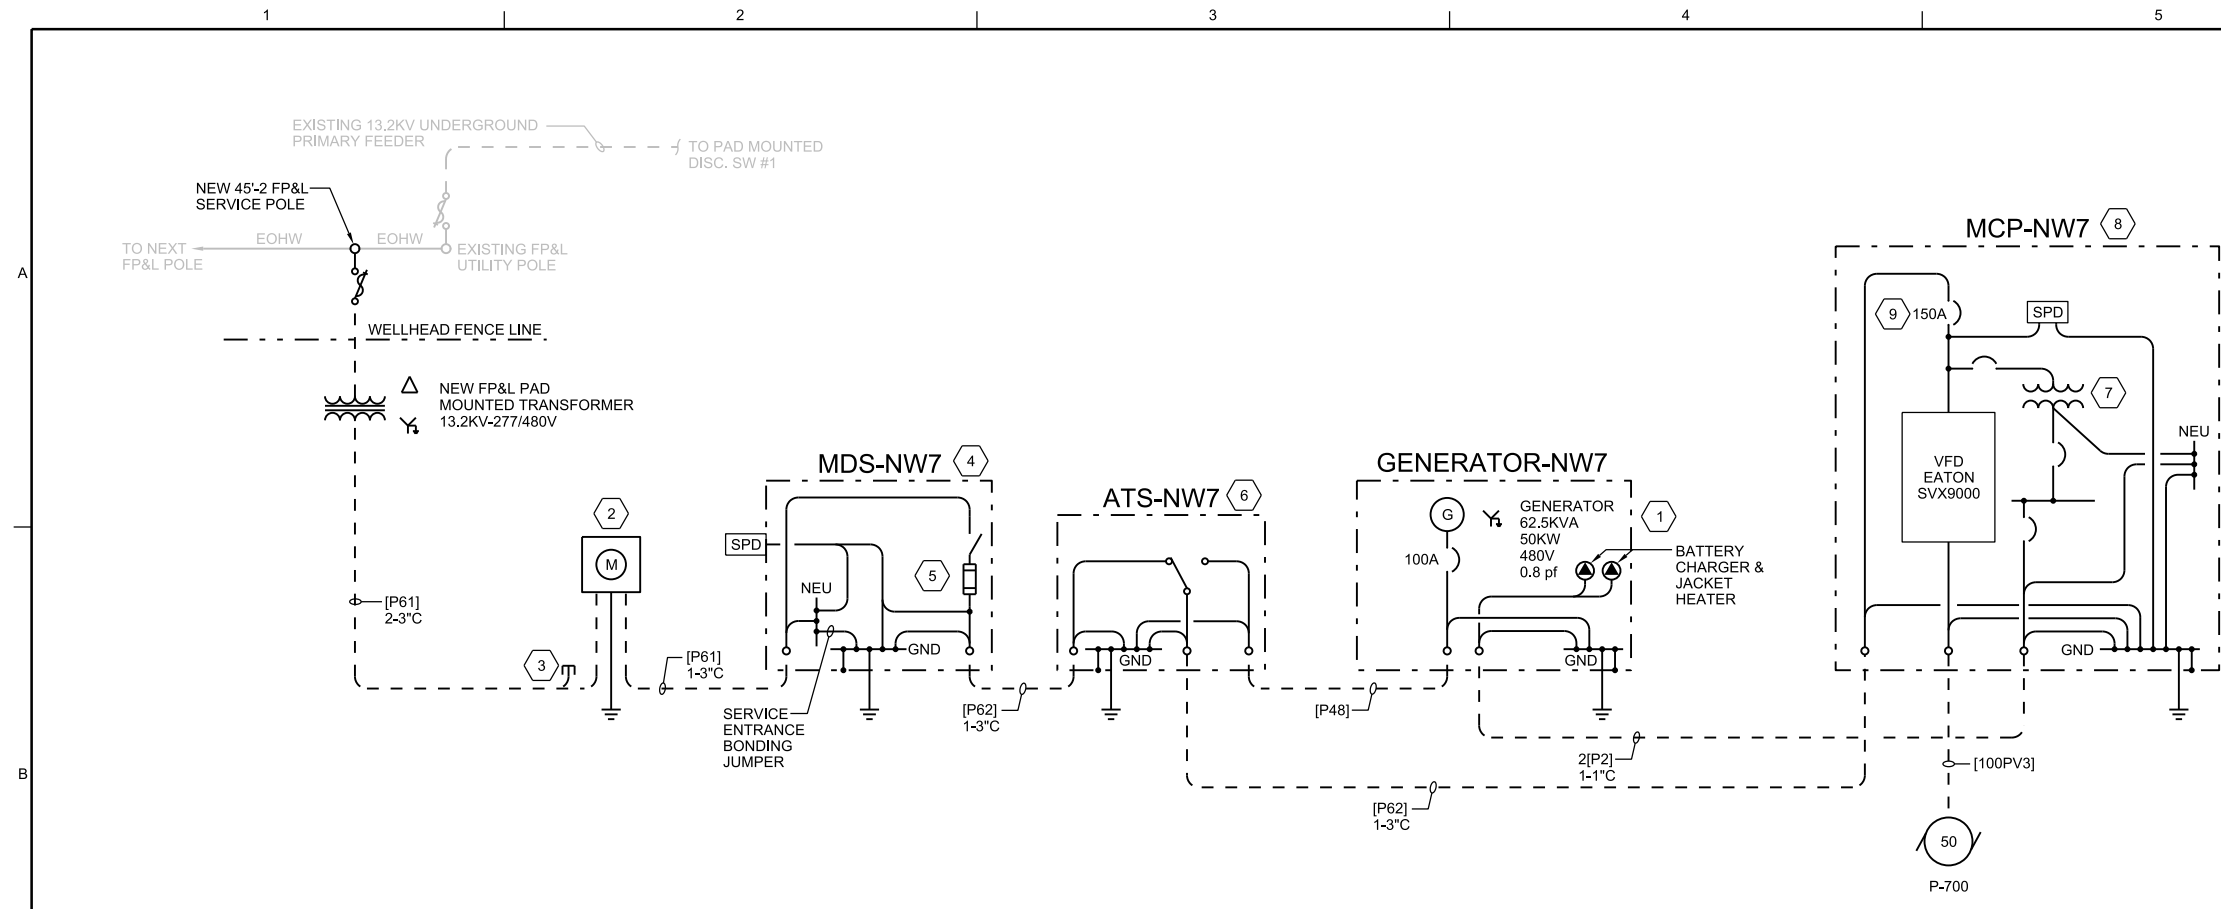 1
2
3
4
5
EXISTING 13.2KV UNDERGROUND
PRIMARY FEEDER
TO PAD MOUNTED
DISC. SW #1
NEW 45'-2 FP&L
SERVICE POLE
EOHW
EOHW
TO NEXT
FP&L POLE
EXISTING FP&L
UTILITY POLE
A
WELLHEAD FENCE LINE
NEW FP&L PAD
MOUNTED TRANSFORMER
13.2KV-277/480V
MCP-NW7
8
9
150A
SPD
7
NEU
VFD
EATON
SVX9000
MDS-NW7
4
SPD
5
NEU
GND
ATS-NW7
6
GND
GENERATOR-NW7
G
GENERATOR
62.5KVA
50KW
480V
0.8 pf
1
100A
BATTERY
CHARGER &
JACKET
HEATER
GND
GND
2
M
[P61]
2-3"C
3
[P61]
1-3"C
SERVICE
ENTRANCE
BONDING
JUMPER
[P62]
1-3"C
[P48]
2[P2]
1-1"C
[P62]
1-3"C
[100PV3]
B
50
P-700